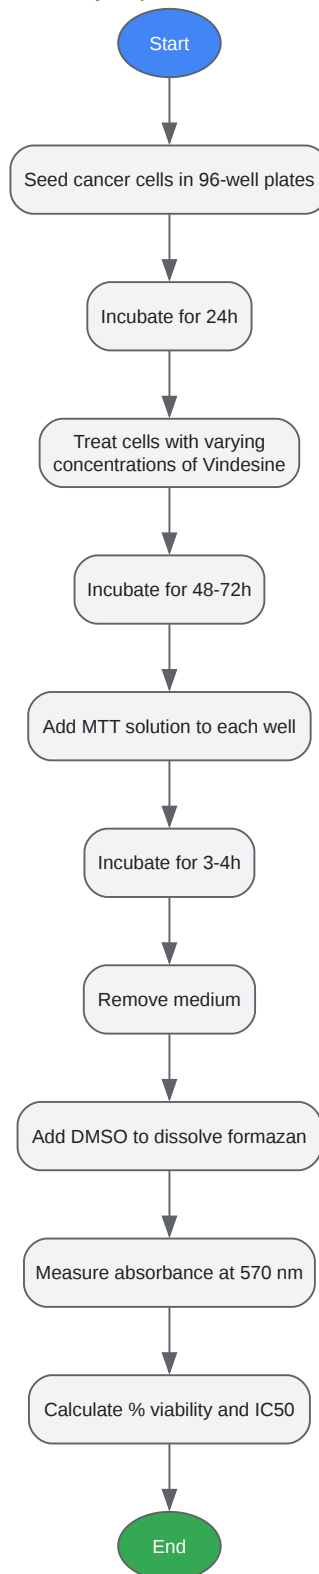 Start
Seed cancer cells in 96-well plates
Incubate for 24h
Treat cells with varying
concentrations of Vindesine
Incubate for 48-72h
Add MTT solution to each well
Incubate for 3-4h
Remove medium
Add DMSO to dissolve formazan
Measure absorbance at 570 nm
Calculate % viability and IC50
End